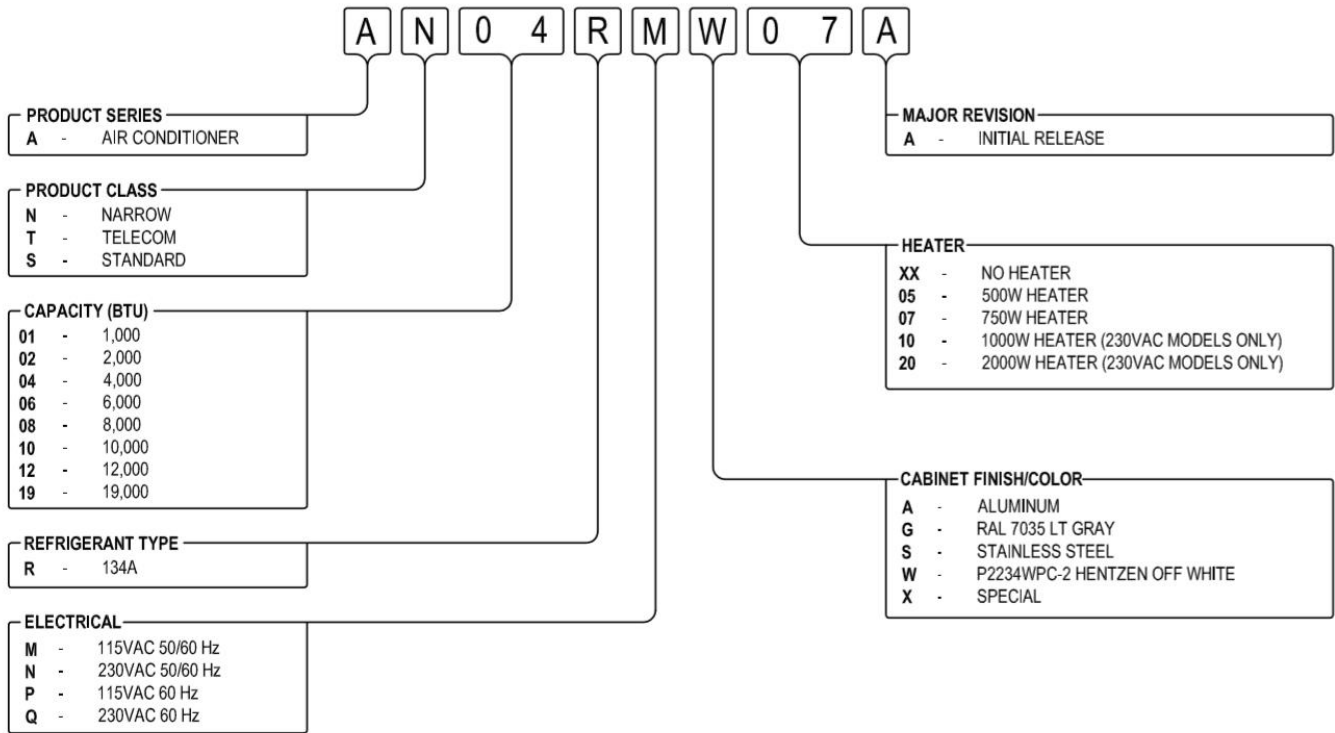 A N 0 4 R M W 0 7 A
PRODUCT SERIES
A - AIR CONDITIONER
PRODUCT CLASS
N - NARROW
T - TELECOM
S - STANDARD
CAPACITY (BTU)
01 - 1,000
02 - 2,000
04 - 4,000
06 - 6,000
08 - 8,000
10 - 10,000
12 - 12,000
19 - 19,000
REFRIGERANT TYPE
R - 134A
ELECTRICAL
M - 115VAC 50/60 Hz
N - 230VAC 50/60 Hz
P - 115VAC 60 Hz
Q - 230VAC 60 Hz
MAJOR REVISION
A - INITIAL RELEASE
HEATER
XX - NO HEATER
05 - 500W HEATER
07 - 750W HEATER
10 - 1000W HEATER (230VAC MODELS ONLY)
20 - 2000W HEATER (230VAC MODELS ONLY)
CABINET FINISH/COLOR
A - ALUMINUM
G - RAL 7035 LT GRAY
S - STAINLESS STEEL
W - P2234WPC-2 HENTZEN OFF WHITE
X - SPECIAL